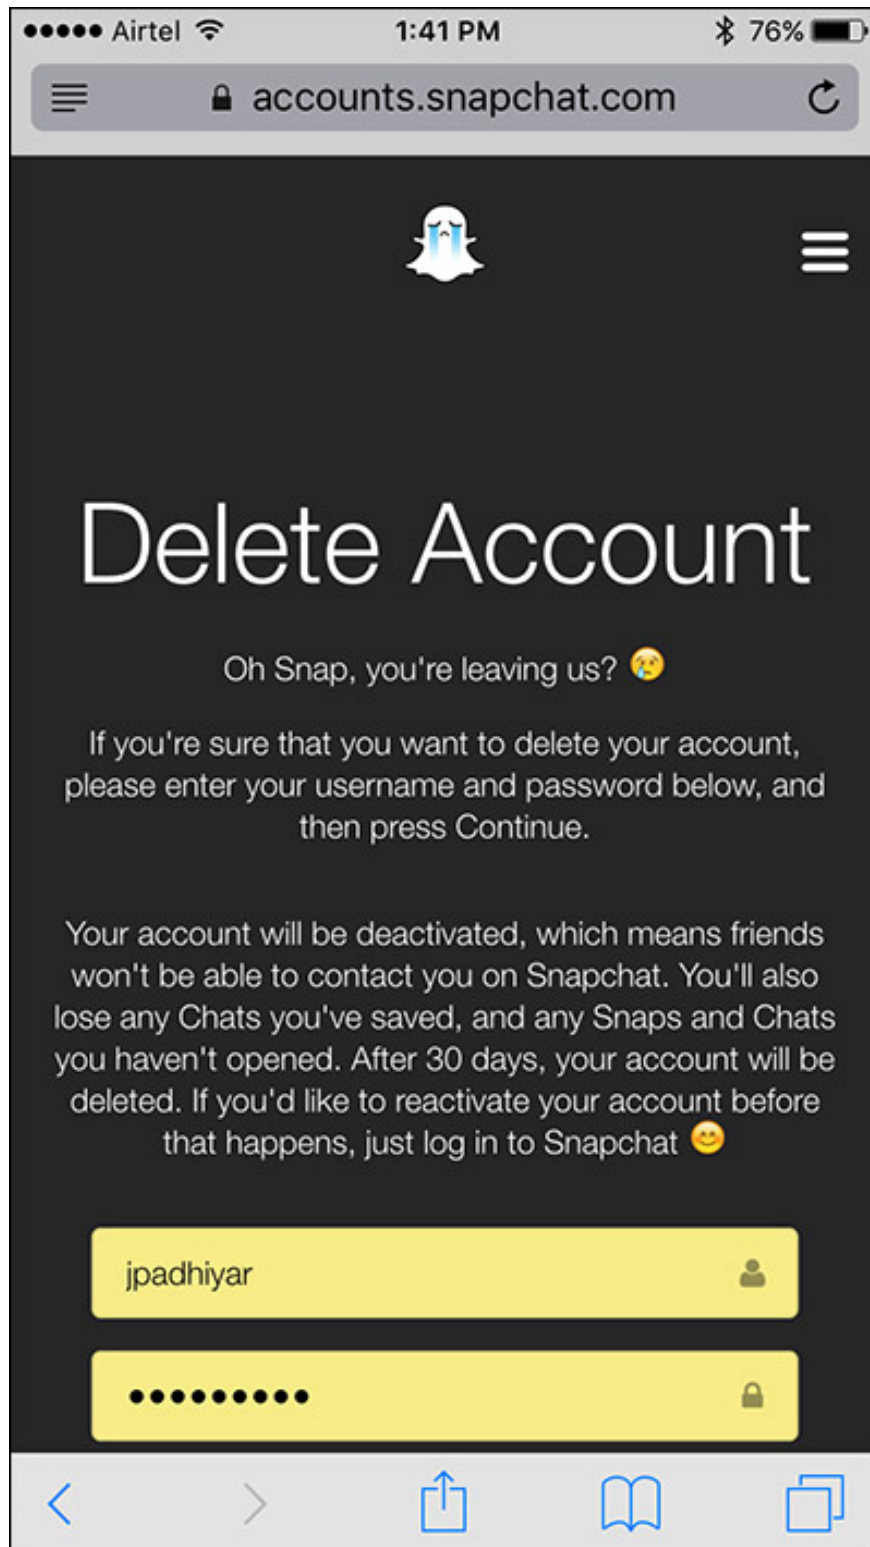 ●●●●● Airtel 1:41 PM 76%
accounts.snapchat.com
Delete Account
Oh Snap, you're leaving us? 😢
If you're sure that you want to delete your account,
please enter your username and password below, and
then press Continue.
Your account will be deactivated, which means friends
won't be able to contact you on Snapchat. You'll also
lose any Chats you've saved, and any Snaps and Chats
you haven't opened. After 30 days, your account will be
deleted. If you'd like to reactivate your account before
that happens, just log in to Snapchat 😊
jpadhiyar
●●●●●●●●●